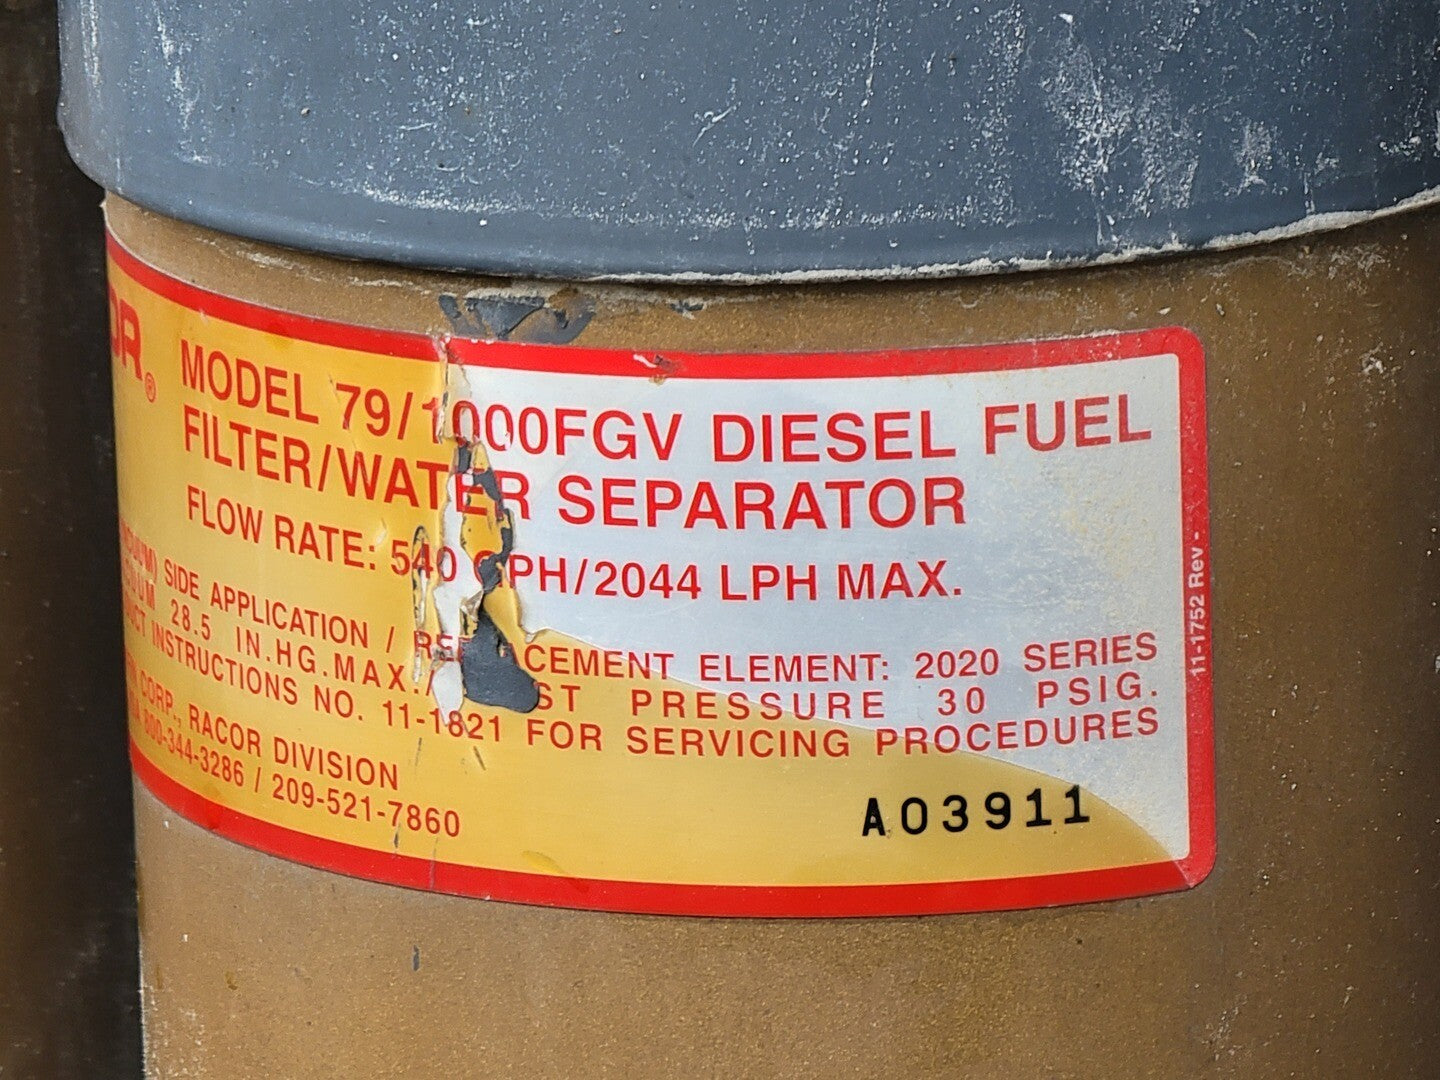 OR®
MODEL 79/1000FGV DIESEL FUEL
FILTER/WATER SEPARATOR
FLOW RATE: 540 GPH/2044 LPH MAX.
SIDE APPLICATION / REPLACEMENT ELEMENT: 2020 SERIES
28.5 IN.HG.MAX./ ST PRESSURE 30 PSIG.
INSTRUCTIONS NO. 11-1821 FOR SERVICING PROCEDURES
CORP., RACOR DIVISION
800-344-3286 / 209-521-7860
A03911
11-1752 Rev -